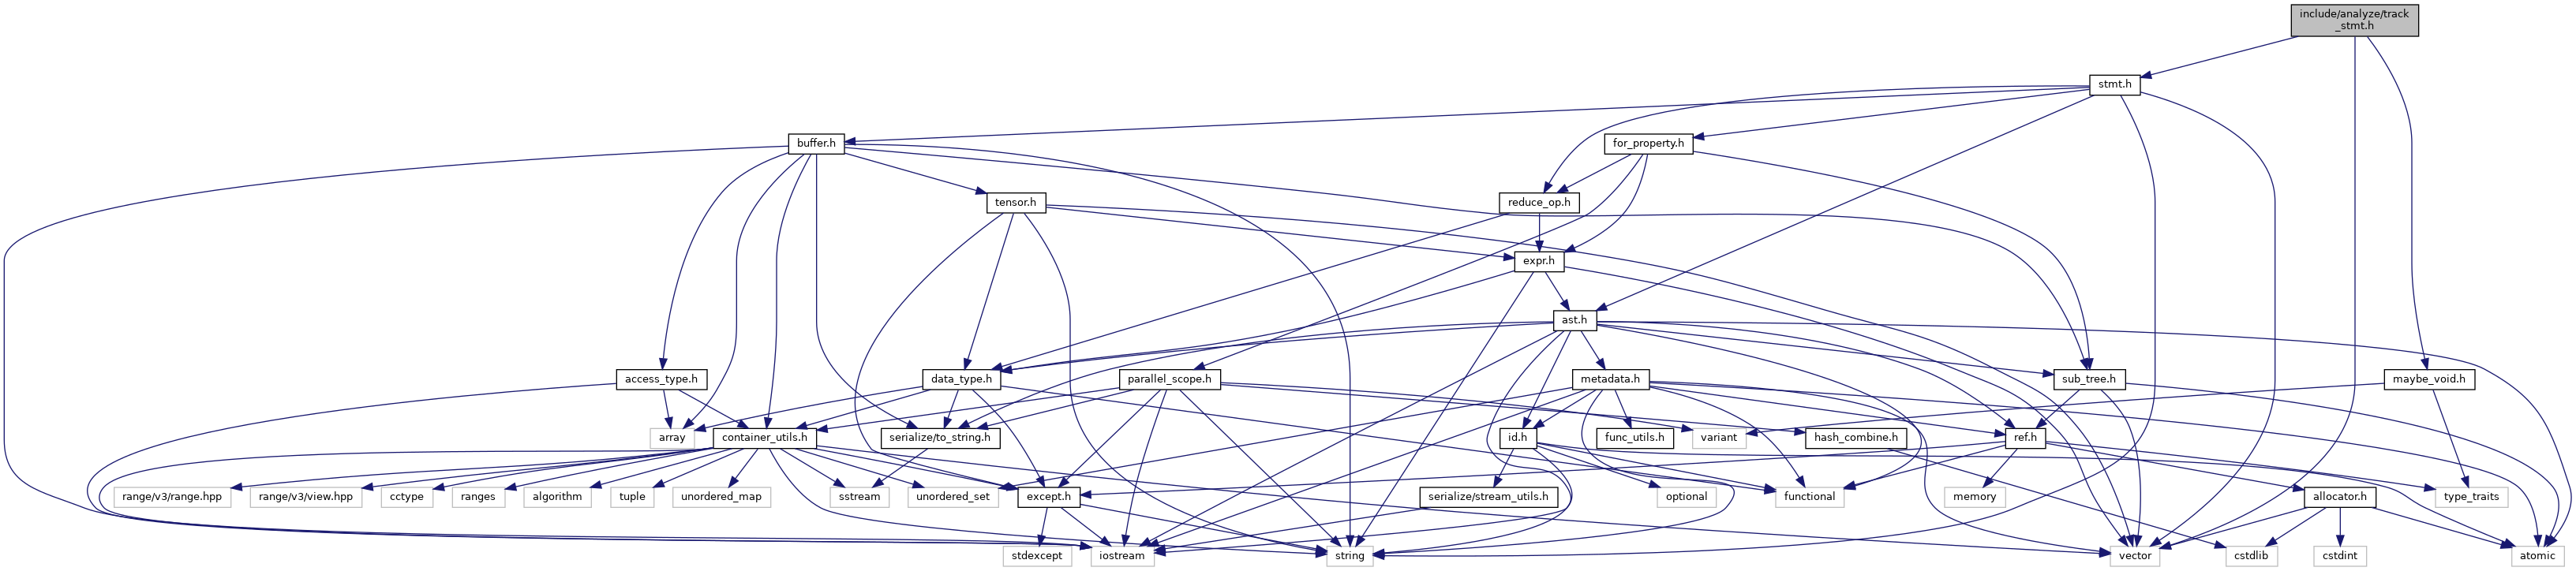 include/analyze/track
_stmt.h
stmt.h
buffer.h
for_property.h
tensor.h
reduce_op.h
expr.h
ast.h
access_type.h
data_type.h
parallel_scope.h
metadata.h
sub_tree.h
maybe_void.h
array
container_utils.h
serialize/to_string.h
variant
hash_combine.h
id.h
func_utils.h
ref.h
range/v3/range.hpp
range/v3/view.hpp
cctype
ranges
algorithm
tuple
unordered_map
sstream
unordered_set
except.h
serialize/stream_utils.h
optional
functional
memory
allocator.h
type_traits
stdexcept
iostream
string
vector
cstdlib
cstdint
atomic